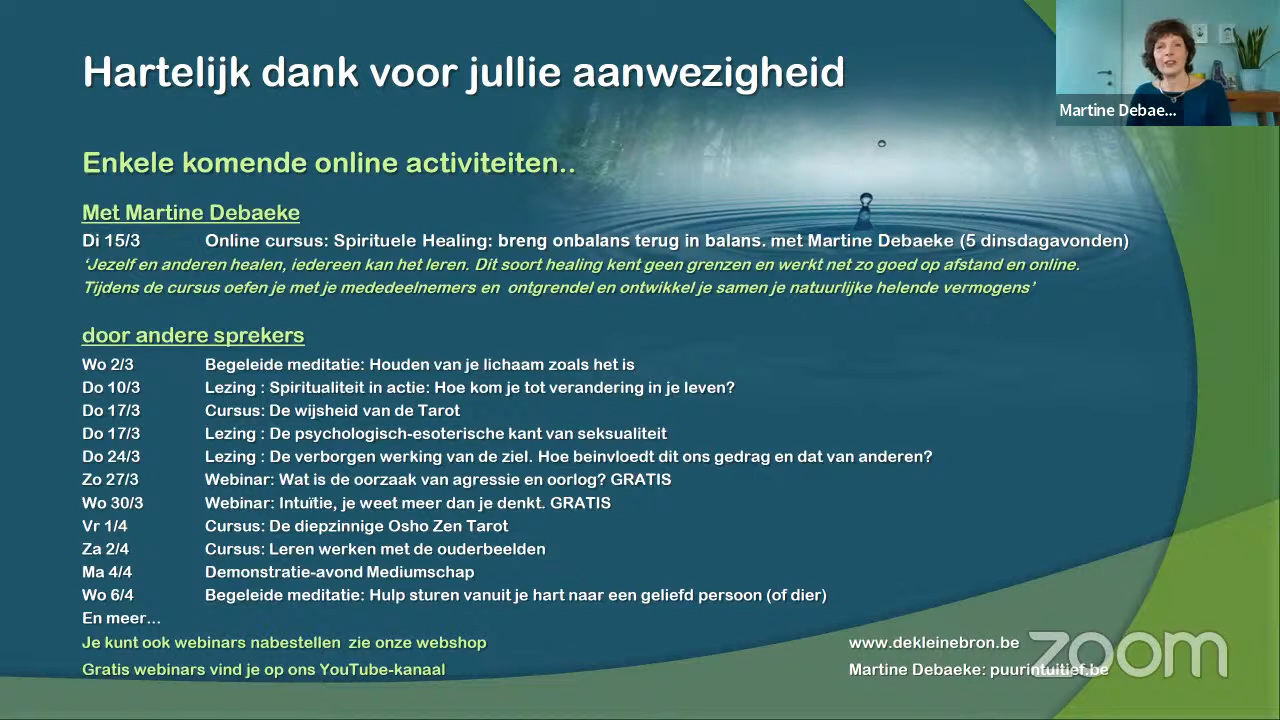 Hartelijk dank voor jullie aanwezigheid
Martine Debae...
Enkele komende online activiteiten..
Met Martine Debaeke
Di 15/3 Online cursus: Spirituele Healing: breng onbalans terug in balans. met Martine Debaeke (5 dinsdagavonden)
‘Jezelf en anderen healen, iedereen kan het leren. Dit soort healing kent geen grenzen en werkt net zo goed op afstand en online.
Tijdens de cursus oefen je met je mededeelnemers en ontgrendel en ontwikkel je samen je natuurlijke helende vermogens’
door andere sprekers
Wo 2/3 Begeleide meditatie: Houden van je lichaam zoals het is
Do 10/3 Lezing : Spiritualiteit in actie: Hoe kom je tot verandering in je leven?
Do 17/3 Cursus: De wijsheid van de Tarot
Do 17/3 Lezing : De psychologisch-esoterische kant van seksualiteit
Do 24/3 Lezing : De verborgen werking van de ziel. Hoe beinvloedt dit ons gedrag en dat van anderen?
Zo 27/3 Webinar: Wat is de oorzaak van agressie en oorlog? GRATIS
Wo 30/3 Webinar: Intuïtie, je weet meer dan je denkt. GRATIS
Vr 1/4 Cursus: De diepzinnige Osho Zen Tarot
Za 2/4 Cursus: Leren werken met de ouderbeelden
Ma 4/4 Demonstratie-avond Mediumschap
Wo 6/4 Begeleide meditatie: Hulp sturen vanuit je hart naar een geliefd persoon (of dier)
En meer...
Je kunt ook webinars nabestellen zie onze webshop
www.dekleinebron.be
Gratis webinars vind je op ons YouTube-kanaal
Martine Debaeke: puurintuitief.be
zoom